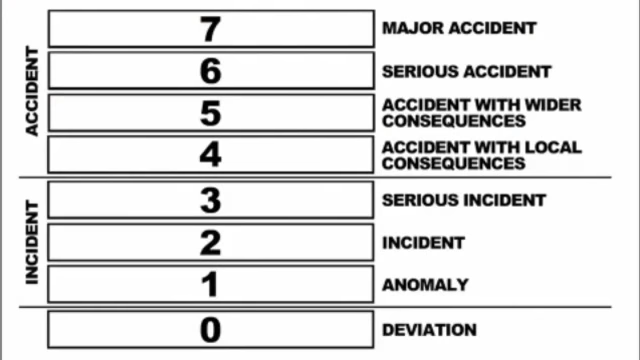 ACCIDENT
7 MAJOR ACCIDENT
6 SERIOUS ACCIDENT
5 ACCIDENT WITH WIDER
CONSEQUENCES
4 ACCIDENT WITH LOCAL
CONSEQUENCES
INCIDENT
3 SERIOUS INCIDENT
2 INCIDENT
1 ANOMALY
0 DEVIATION